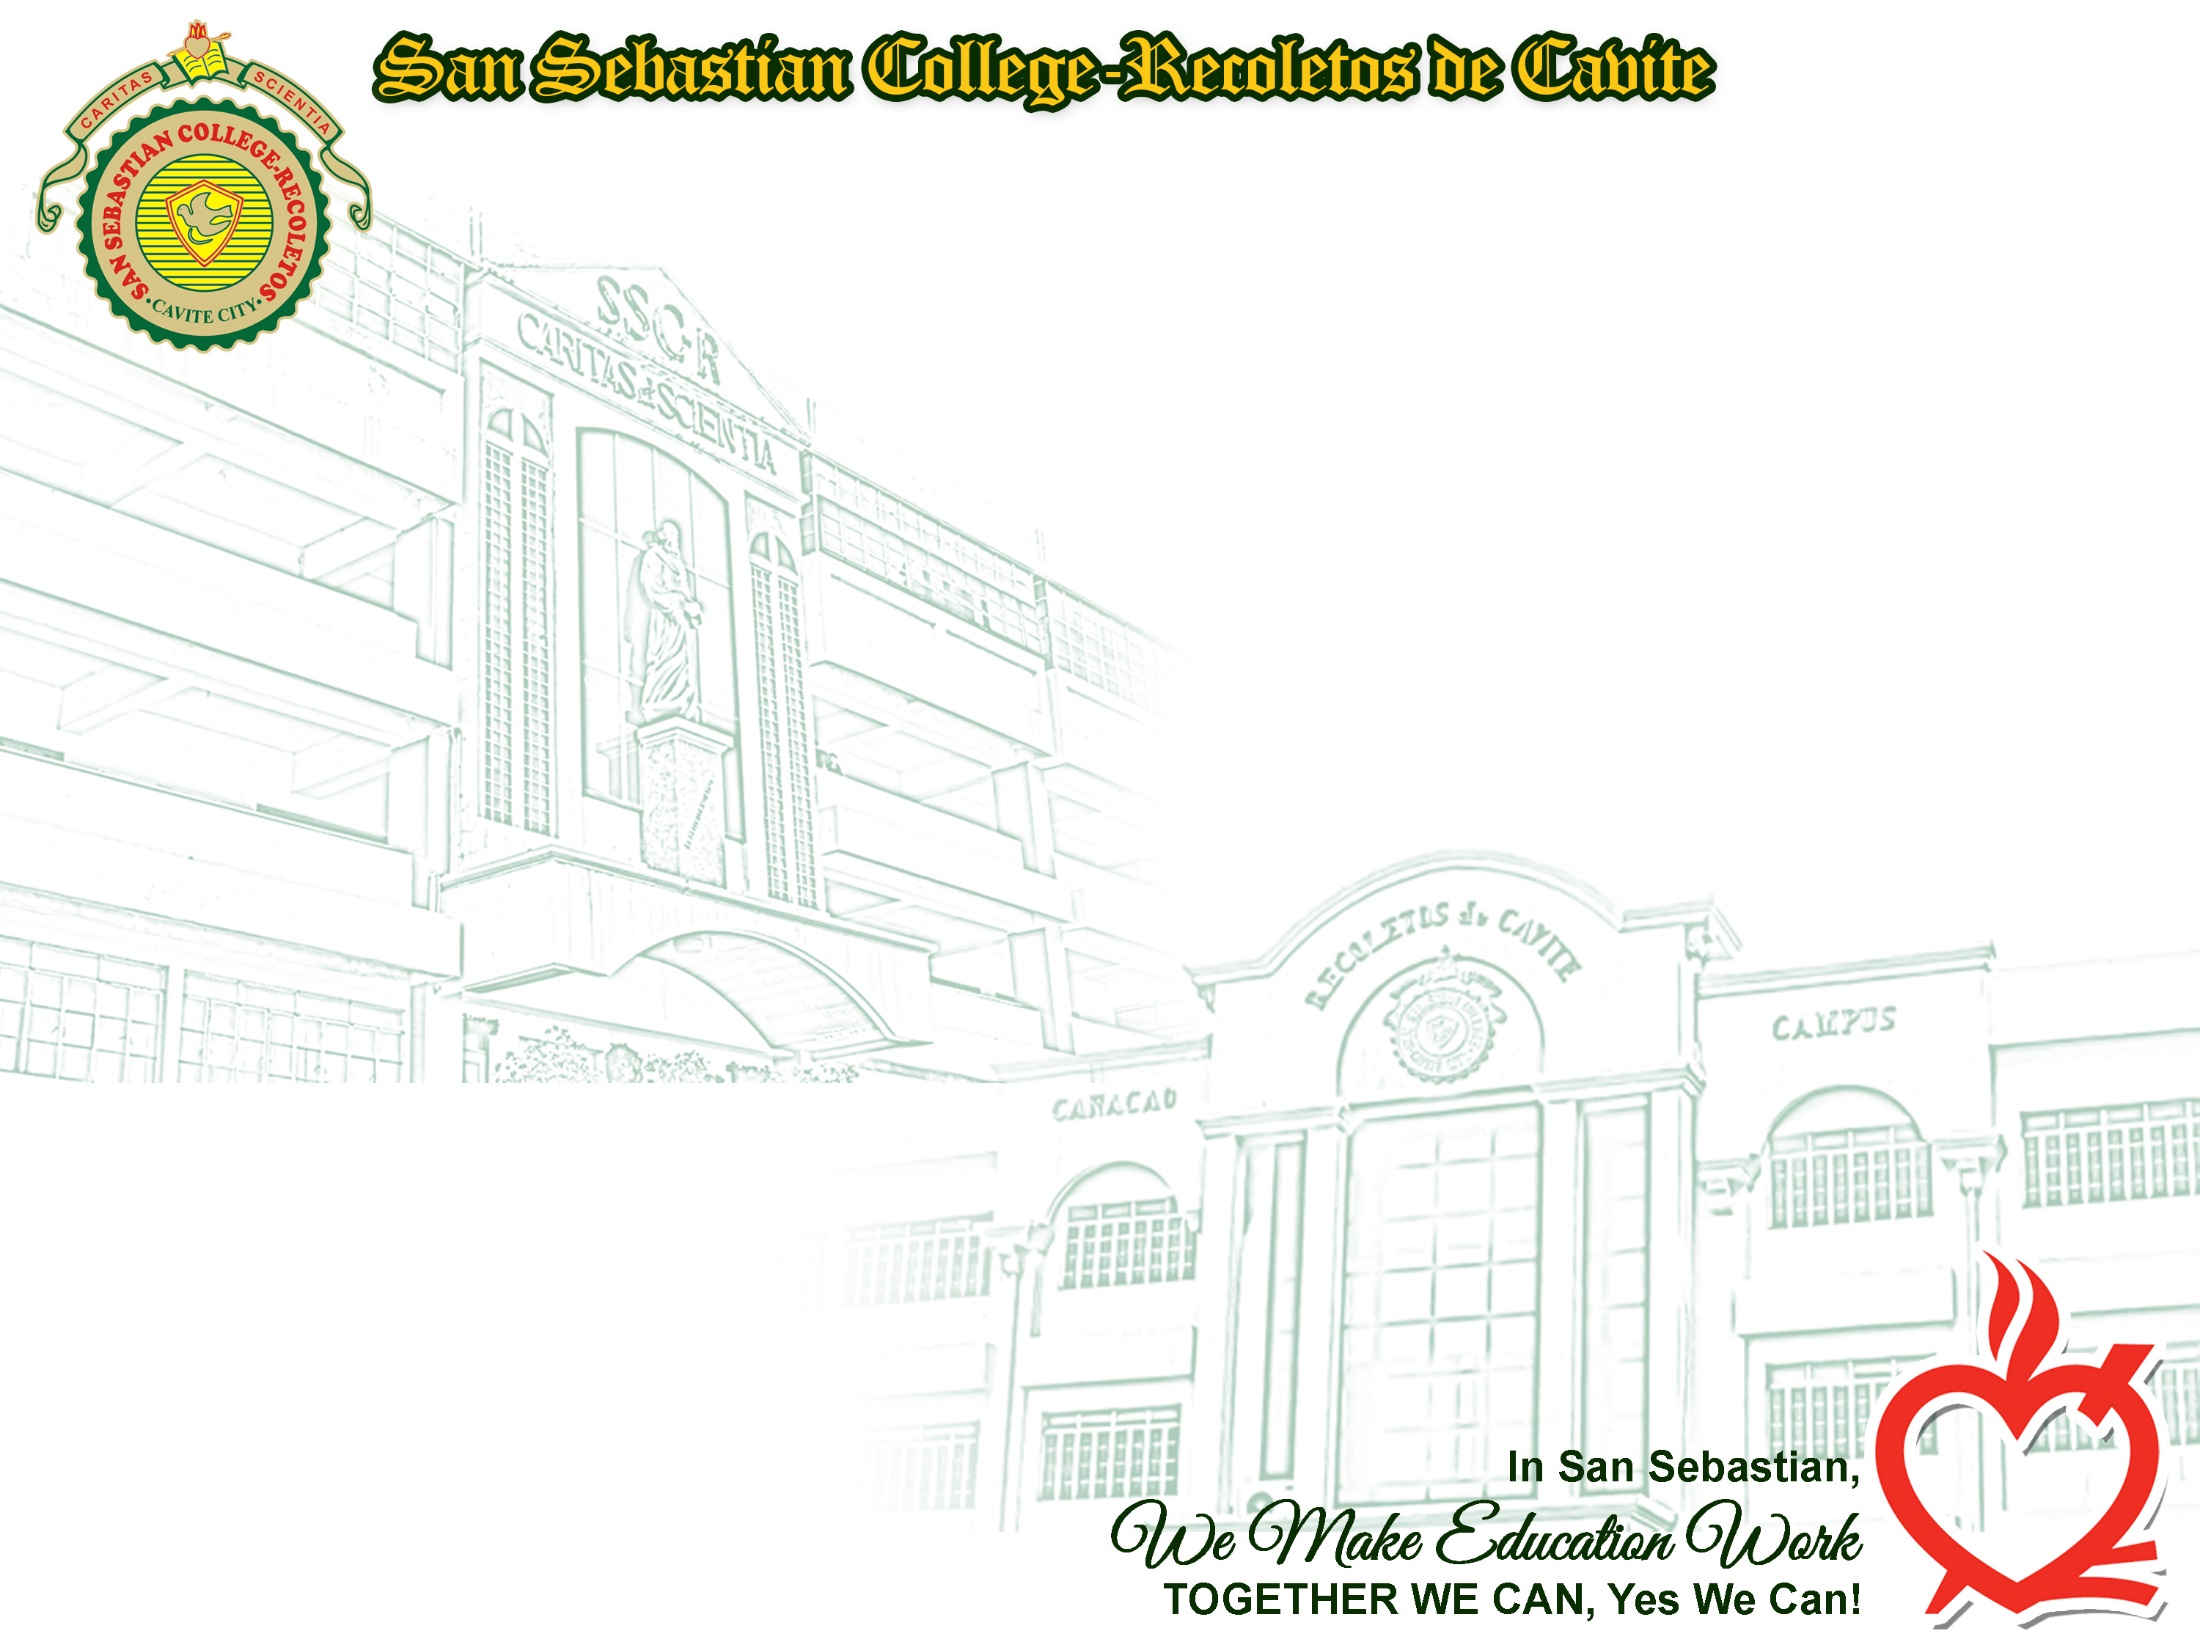 San Sebastian College-Recoletos de Cavite
CARITAS SCIENTIA
SAN SEBASTIAN COLLEGE-RECOLETOS
• CAVITE CITY •
SSC-R
CARITAS et SCIENTIA
RECOLETOS de CAVITE
CAMPUS
CAÑACAO
In San Sebastian,
We Make Education Work
TOGETHER WE CAN, Yes We Can!